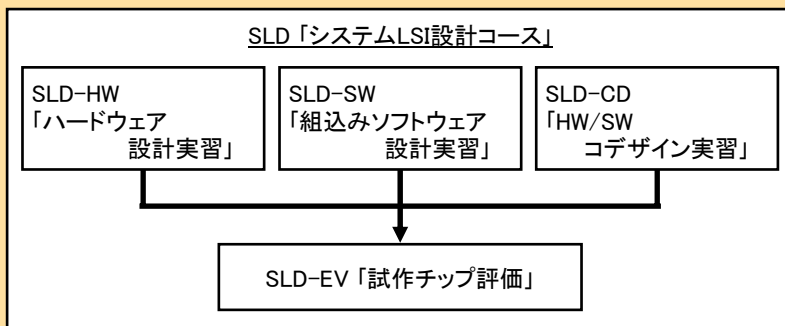 SLD「システムLSI設計コース」
SLD-HW
「ハードウェア
設計実習」
SLD-SW
「組込みソフトウェア
設計実習」
SLD-CD
「HW/SW
コデザイン実習」
SLD-EV「試作チップ評価」